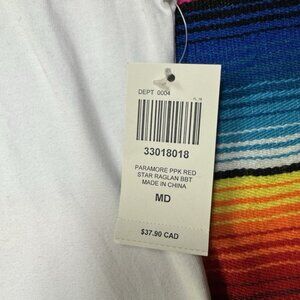 DEPT 0004
33018018
PARAMORE PPK RED
STAR RAGLAN BBT
MADE IN CHINA
MD
$37.90 CAD